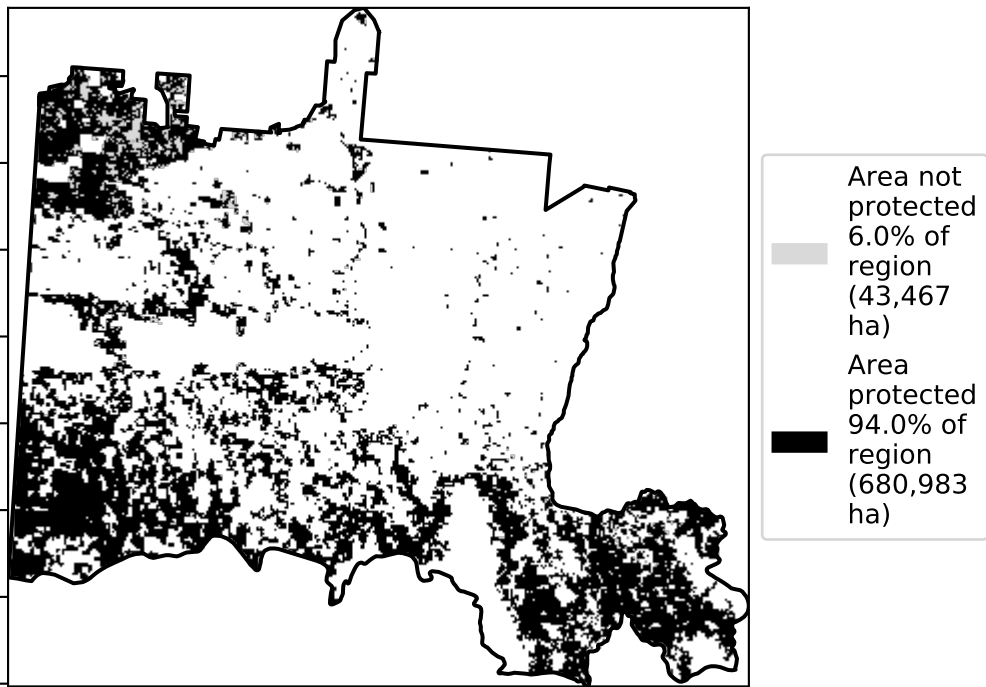 Area not
protected
6.0% of
region
(43,467
ha)
Area
protected
94.0% of
region
(680,983
ha)